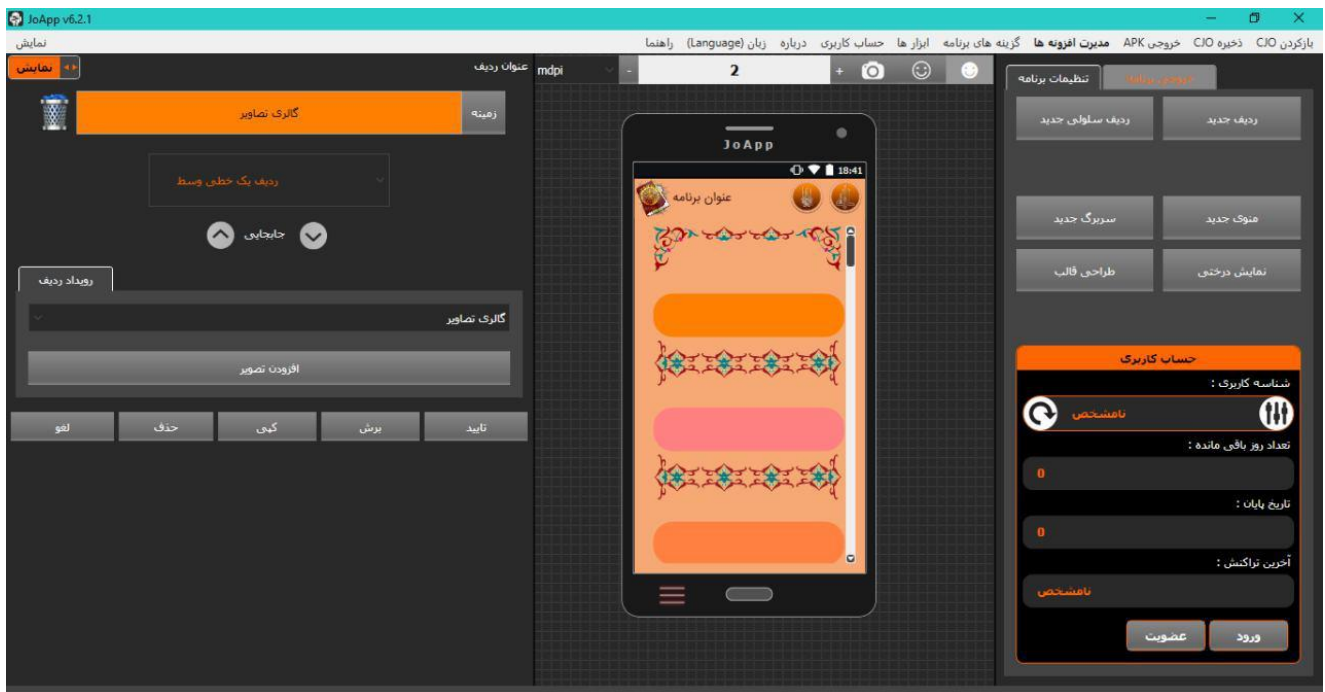 JoApp v6.2.1
بازکردن CJO ذخیره CJO خروجی APK مدیریت افزونه ها گزینه های برنامه ابزار ها حساب کاربری درباره زبان (Language) راهنما
نمایش
تنظیمات برنامه
خروجی برنامه
ردیف جدید
ردیف سلولی جدید
منوی جدید
سربرگ جدید
نمایش درختی
طراحی قالب
حساب کاربری
شناسه کاربری :
نامشخص
تعداد روز باقی مانده :
0
تاریخ پایان :
0
آخرین تراکنش :
نامشخص
ورود
عضویت
mdpi
-
2
+
JoApp
18:41
عنوان برنامه
عنوان ردیف
نمایش
زمینه
گالری تصاویر
ردیف یک خطی وسط
جابجایی
رویداد ردیف
گالری تصاویر
افزودن تصویر
تایید
برش
کپی
حذف
لغو